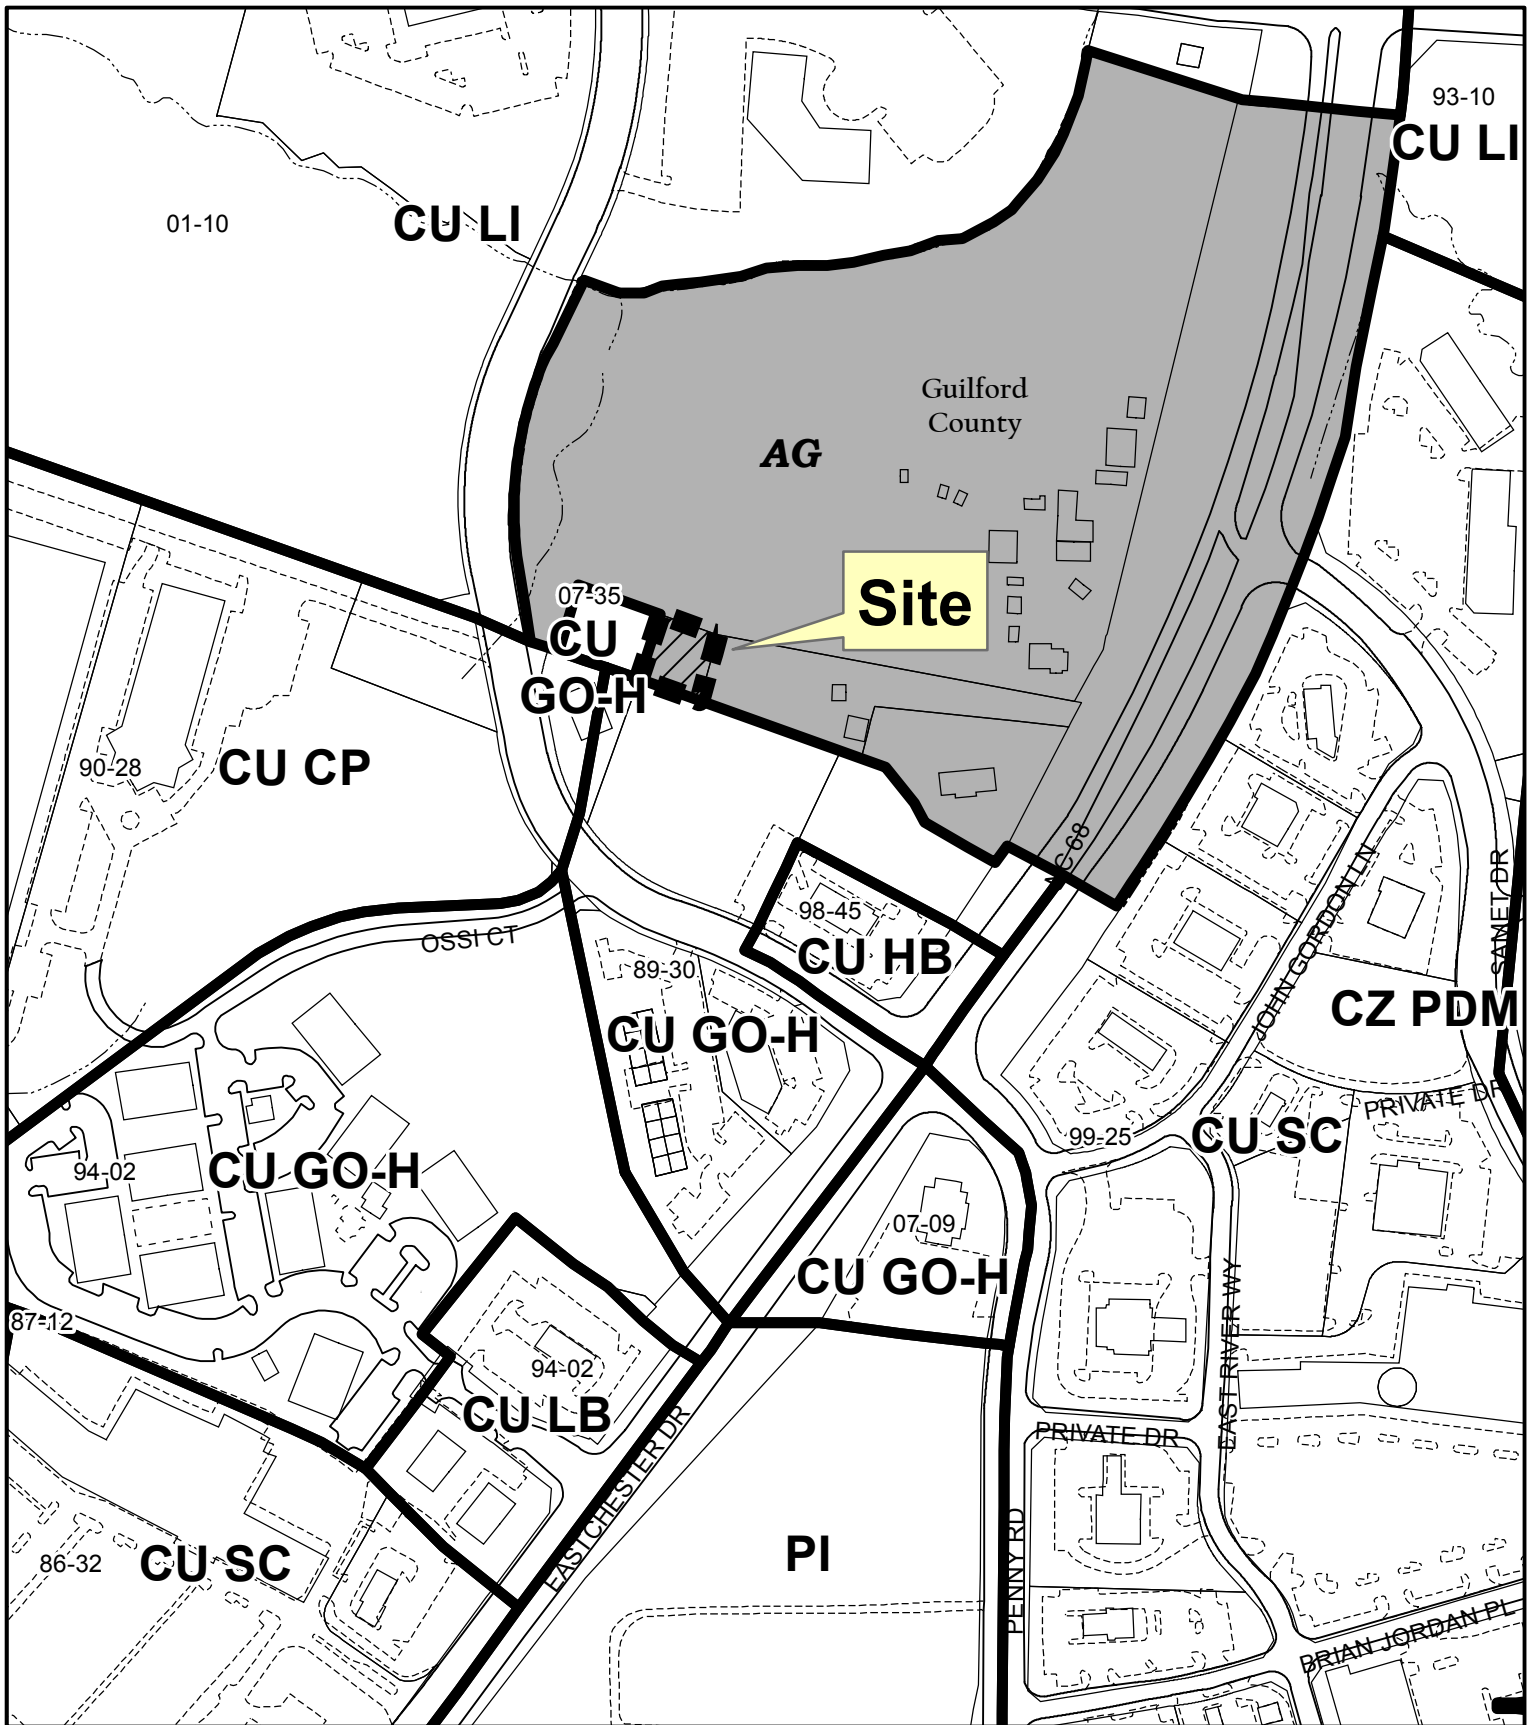 93-10
CU LI
01-10
CU LI
Guilford
County
AG
Site
07-35
CU
GO-H
90-28
CU CP
NC 68
JOHN GORDON LN
SAMET DR
98-45
CU HB
OSSI CT
89-30
CU GO-H
CZ PDM
PRIVATE DR
99-25
CU SC
94-02
CU GO-H
07-09
CU GO-H
EAST RIVER WY
87-12
94-02
CU LB
EASTCHESTER DR
PRIVATE DR
PENNY RD
PI
86-32
CU SC
BRIAN JORDAN PL